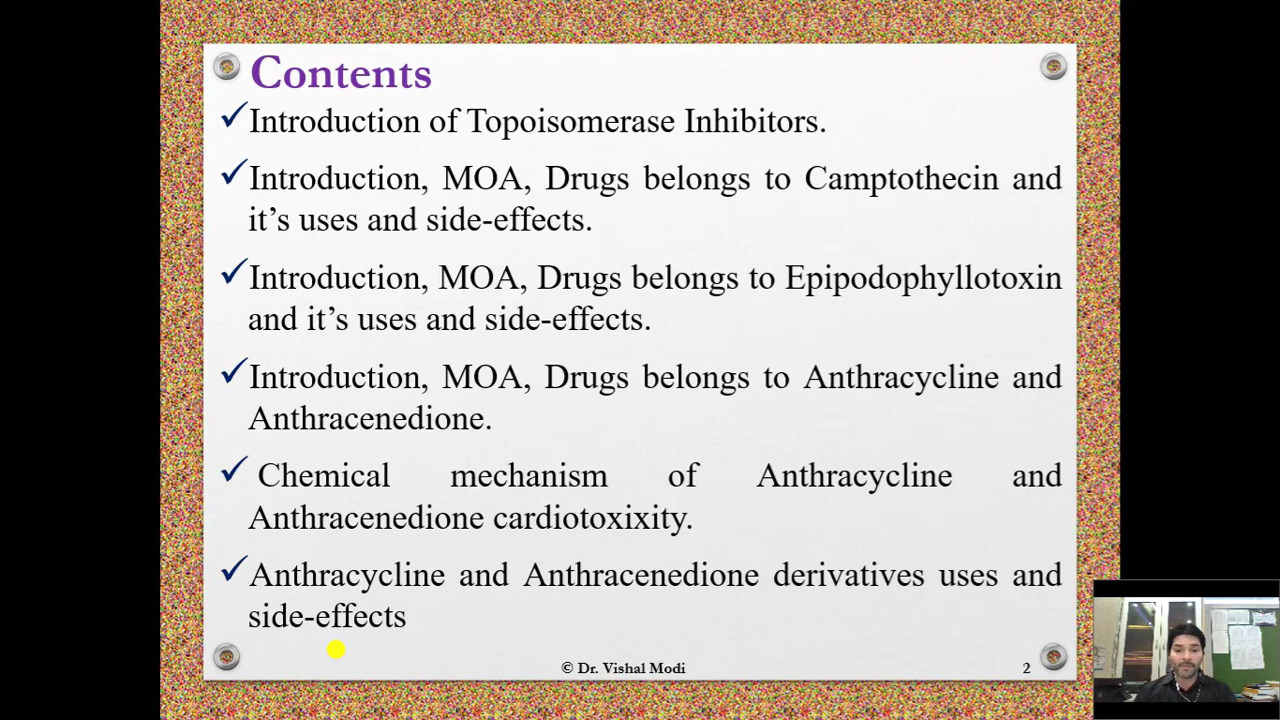 Contents
✓Introduction of Topoisomerase Inhibitors.
✓Introduction, MOA, Drugs belongs to Camptothecin and
it’s uses and side-effects.
✓Introduction, MOA, Drugs belongs to Epipodophyllotoxin
and it’s uses and side-effects.
✓Introduction, MOA, Drugs belongs to Anthracycline and
Anthracenedione.
✓ Chemical mechanism of Anthracycline and
Anthracenedione cardiotoxixity.
✓Anthracycline and Anthracenedione derivatives uses and
side-effects
© Dr. Vishal Modi 2